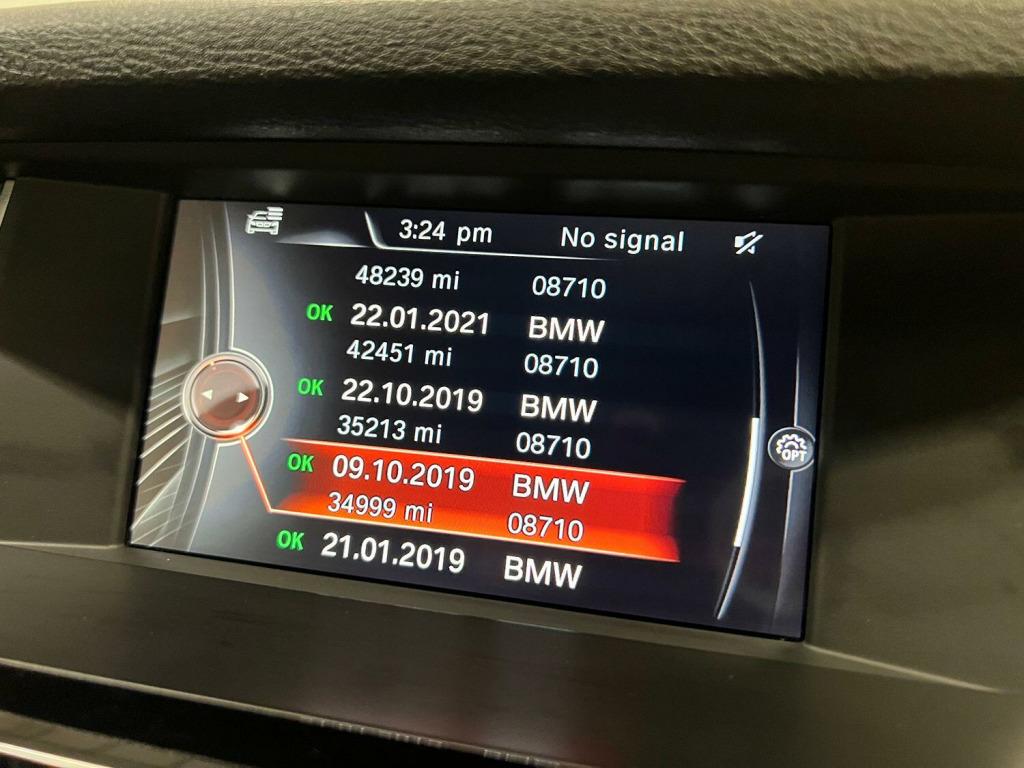 3:24 pm No signal
48239 mi 08710
OK 22.01.2021 BMW
42451 mi 08710
OK 22.10.2019 BMW
35213 mi 08710
OK 09.10.2019 BMW
34999 mi 08710
OK 21.01.2019 BMW
OPT